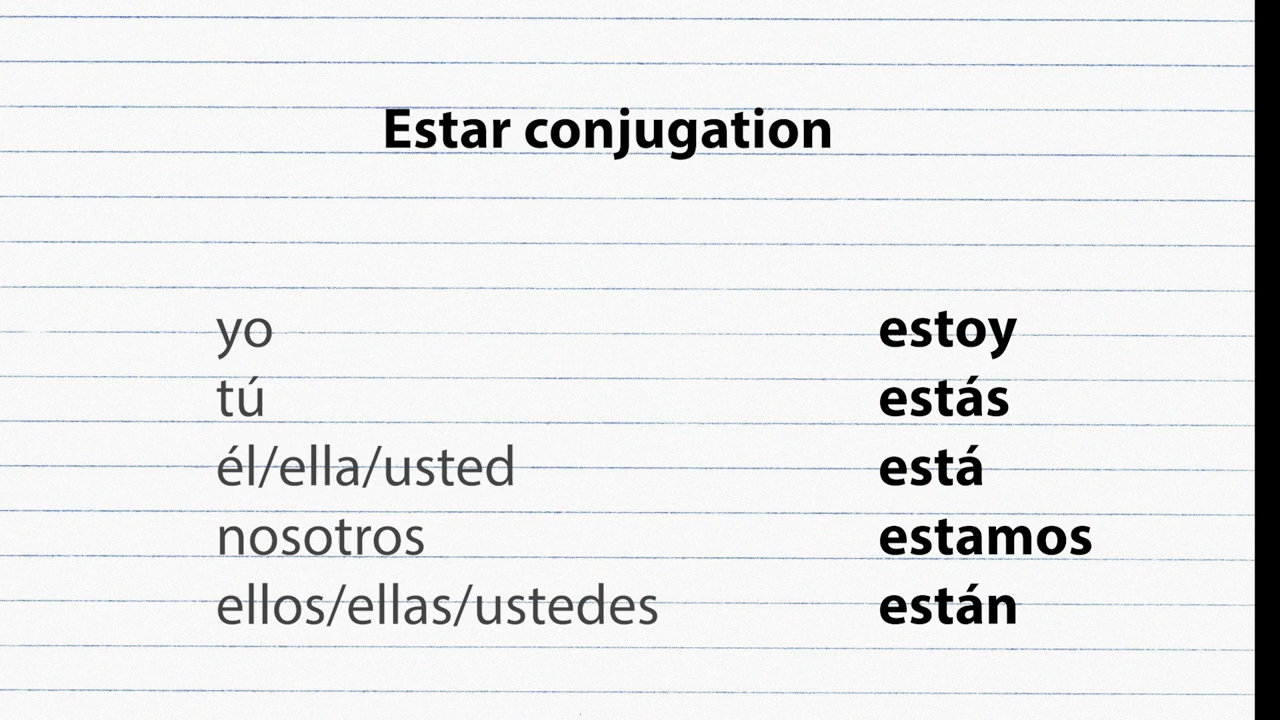 Estar conjugation
yo estoy
tú estás
él/ella/usted está
nosotros estamos
ellos/ellas/ustedes están